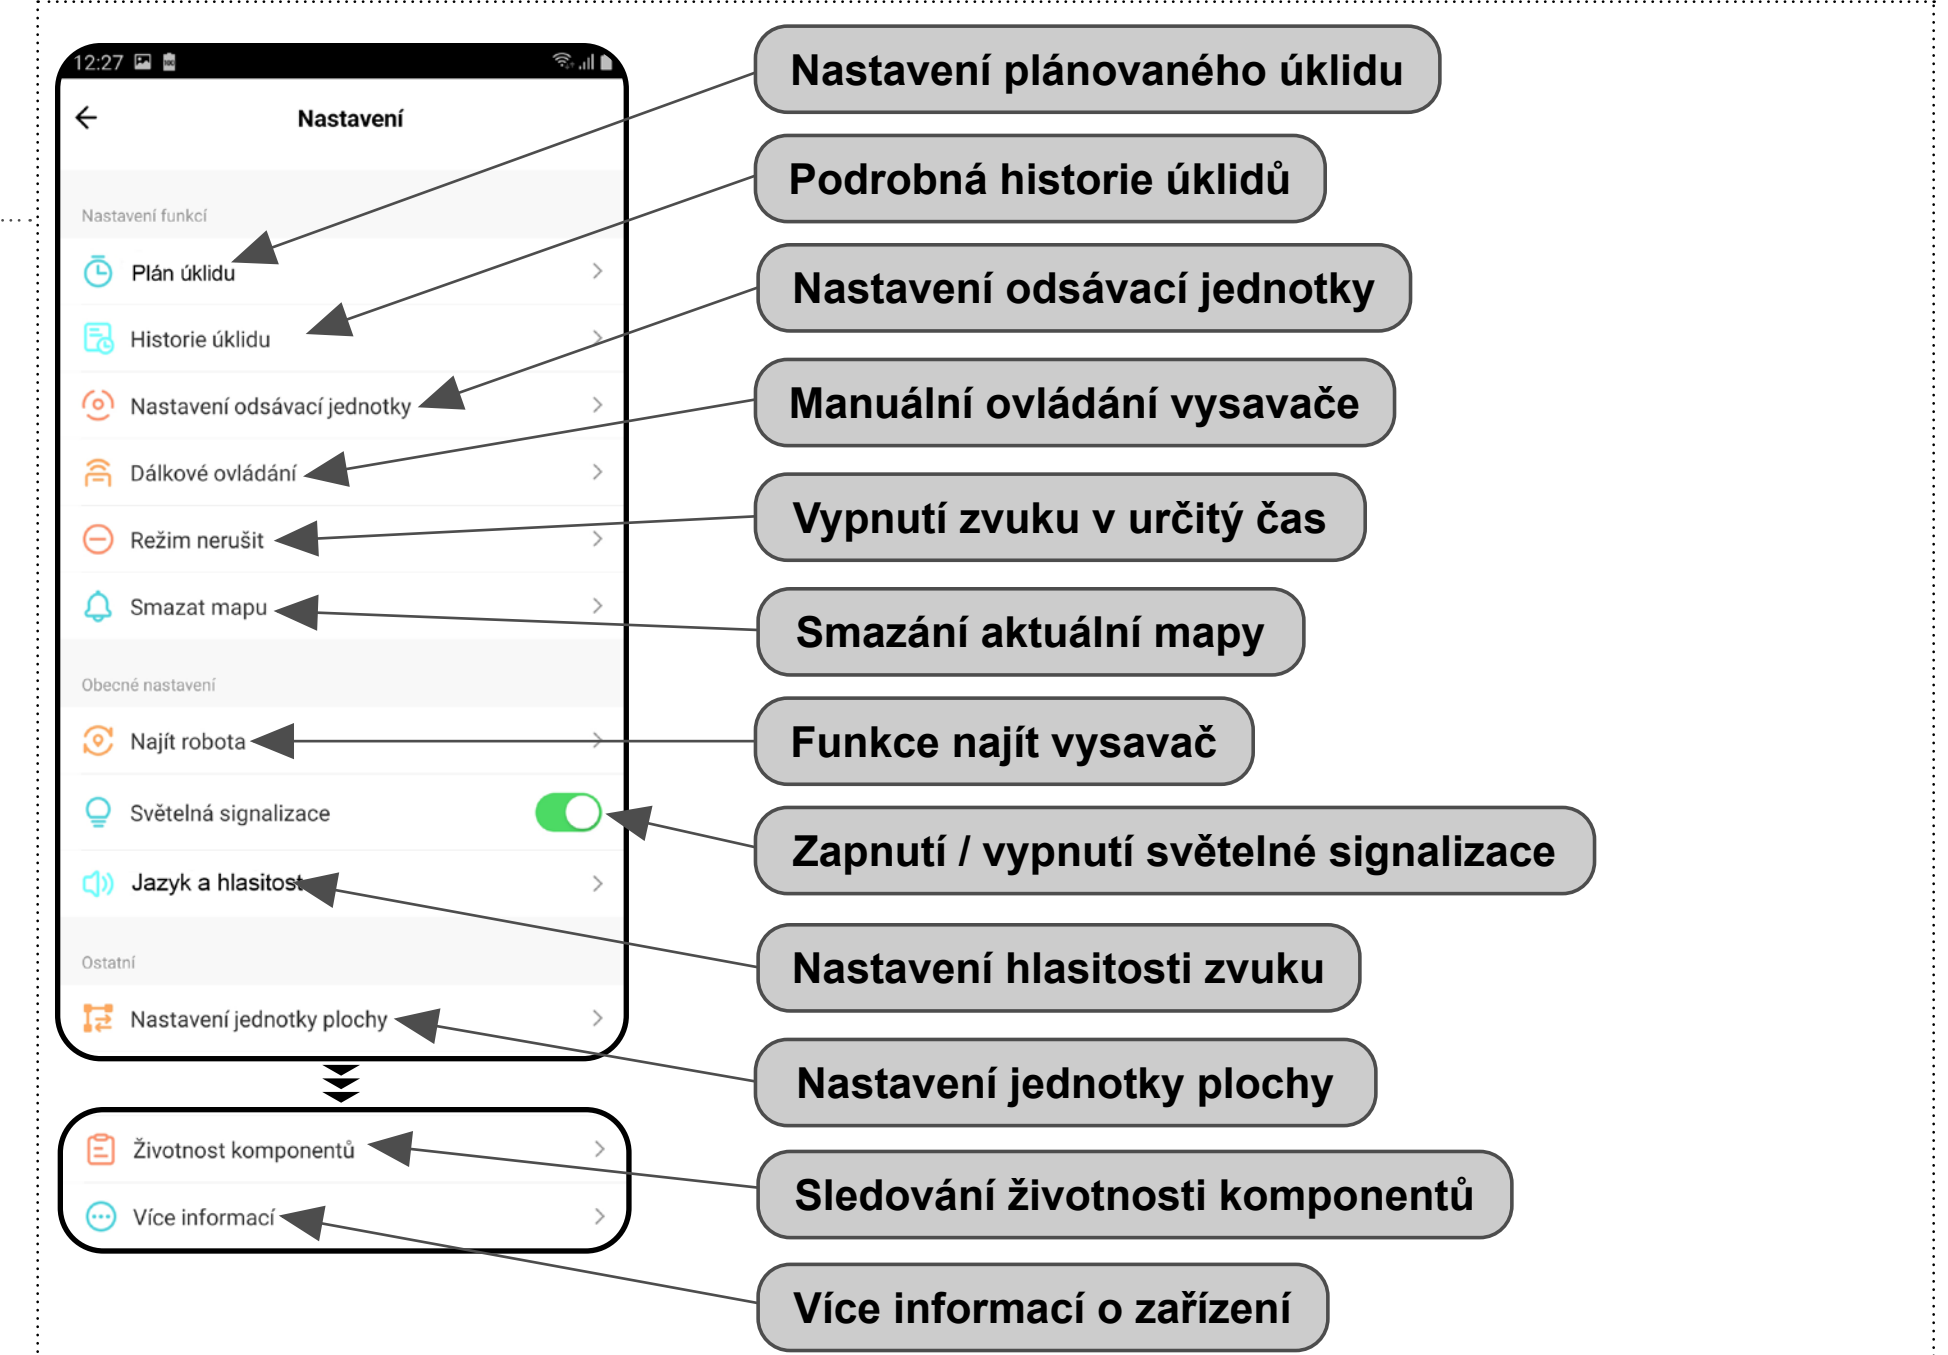 12:27
Nastavení
Nastavení funkcí
Plán úklidu
Historie úklidu
Nastavení odsávací jednotky
Dálkové ovládání
Režim nerušit
Smazat mapu
Obecné nastavení
Najít robota
Světelná signalizace
Jazyk a hlasitost
Ostatní
Nastavení jednotky plochy
Životnost komponentů
Více informací
Nastavení plánovaného úklidu
Podrobná historie úklidů
Nastavení odsávací jednotky
Manuální ovládání vysavače
Vypnutí zvuku v určitý čas
Smazání aktuální mapy
Funkce najít vysavač
Zapnutí / vypnutí světelné signalizace
Nastavení hlasitosti zvuku
Nastavení jednotky plochy
Sledování životnosti komponentů
Více informací o zařízení